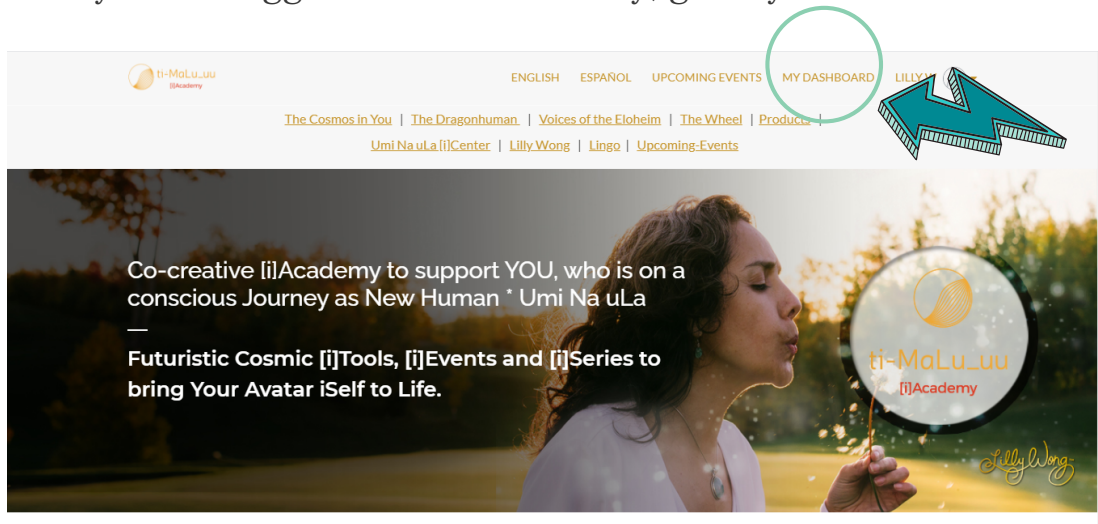 ti-MaLu_uu
[i]Academy
ENGLISH ESPAÑOL UPCOMING EVENTS MY DASHBOARD LILLY
The Cosmos in You | The Dragonhuman | Voices of the Eloheim | The Wheel | Products |
Umi Na uLa [i]Center | Lilly Wong | Lingo | Upcoming-Events
Co-creative [i]Academy to support YOU, who is on a
conscious Journey as New Human * Umi Na uLa
—
Futuristic Cosmic [i]Tools, [i]Events and [i]Series to
bring Your Avatar iSelf to Life.
ti-MaLu_uu
[i]Academy
Lilly Wong